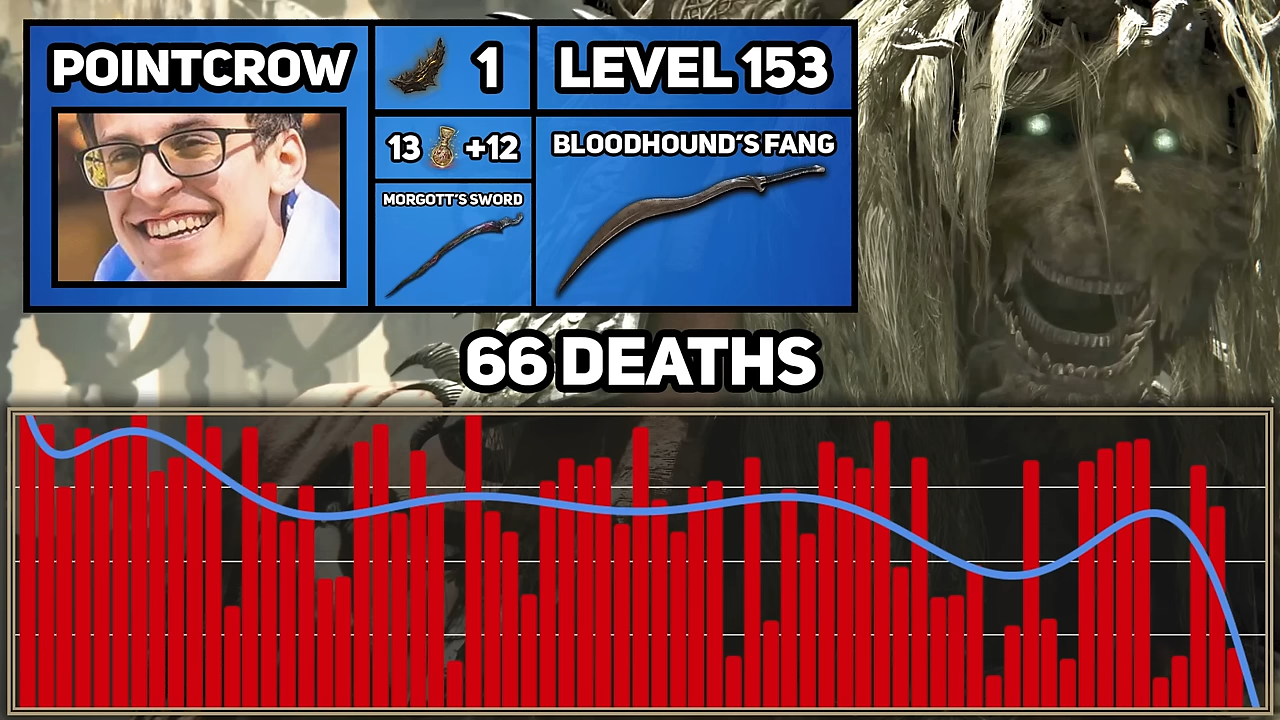 POINTCROW
1
LEVEL 153
13 +12
BLOODHOUND'S FANG
MORGOTT'S SWORD
66 DEATHS